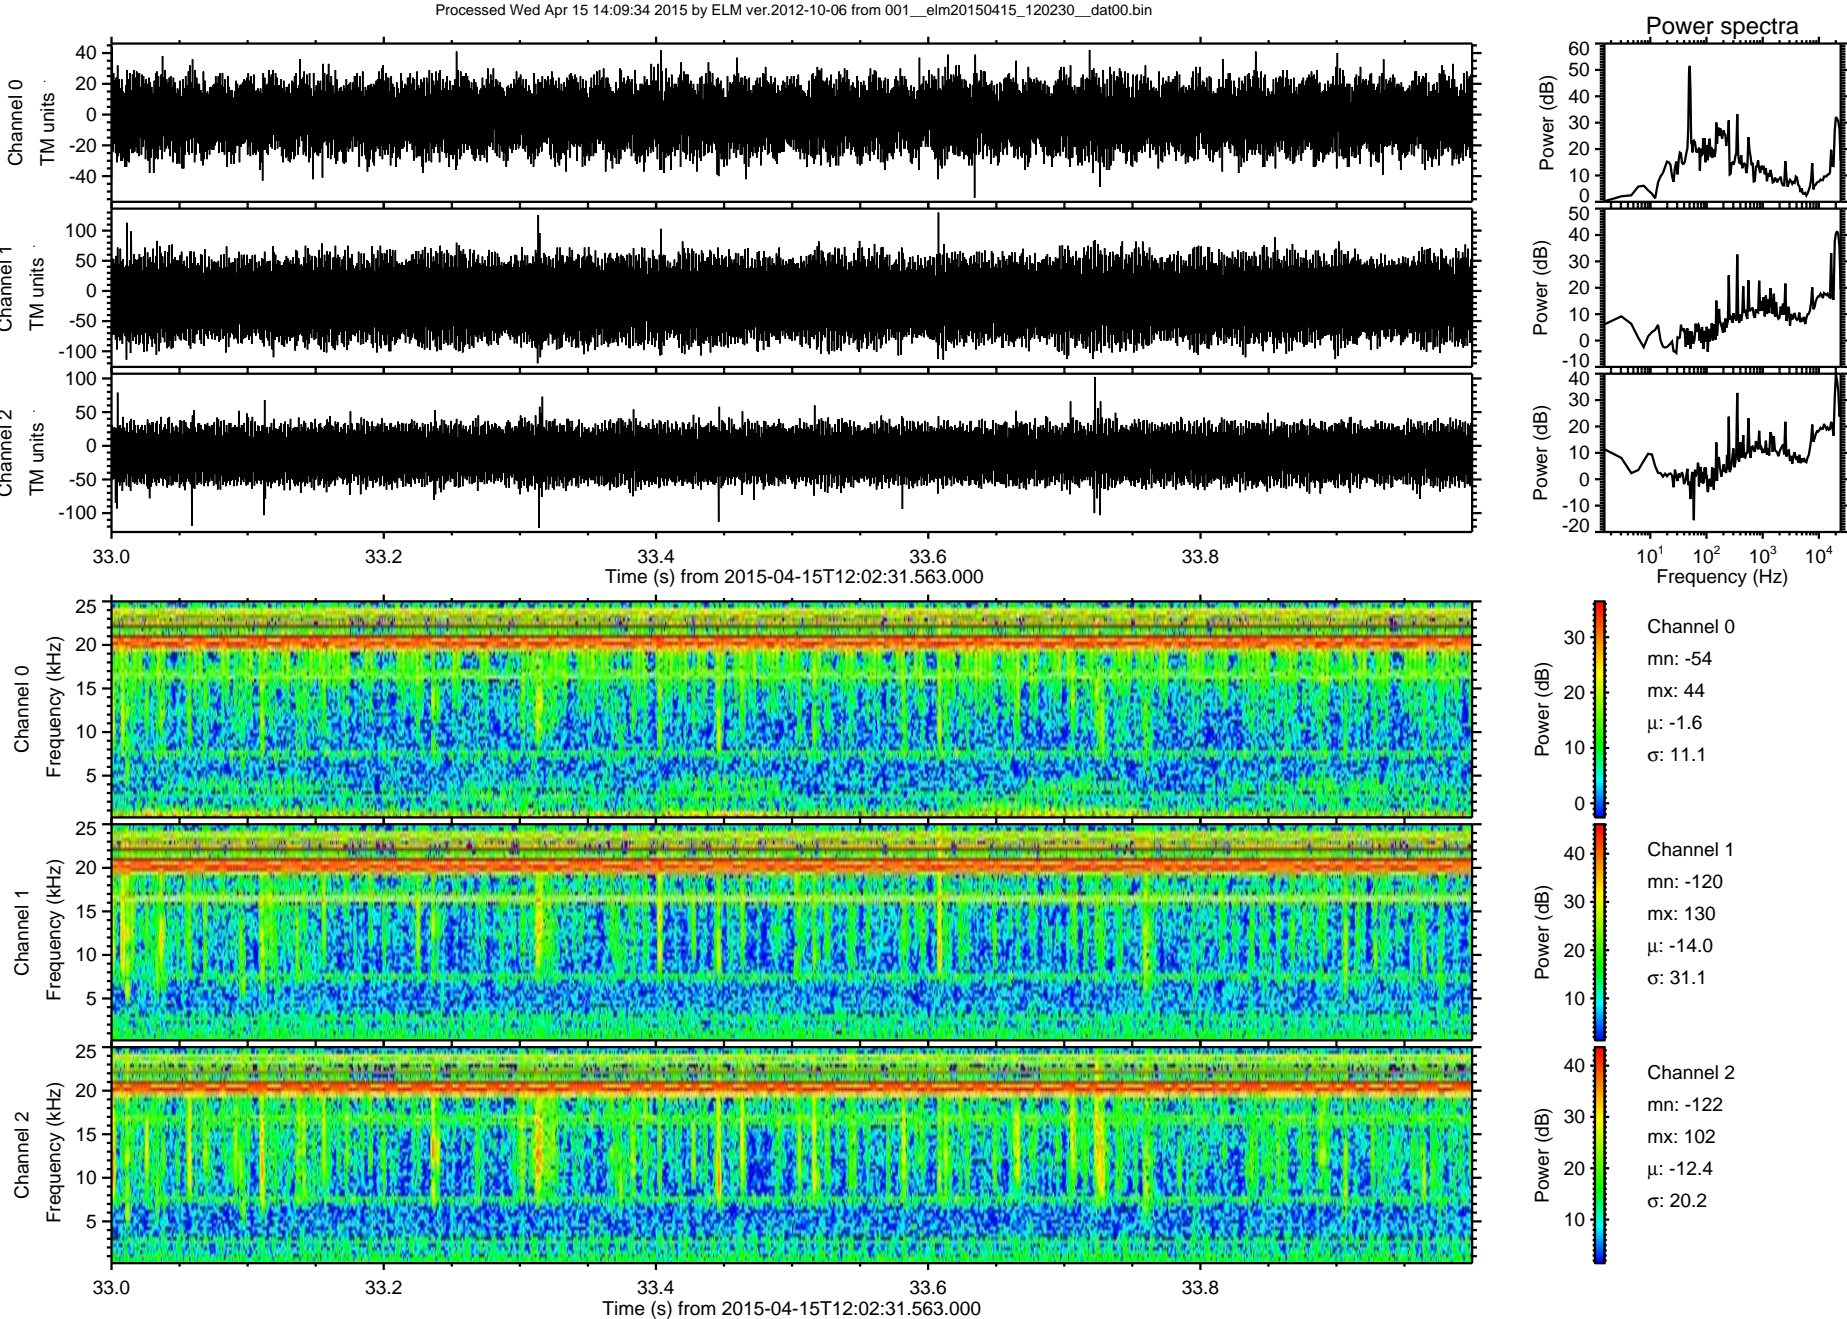 Processed Wed Apr 15 14:09:34 2015 by ELM ver.2012-10-06 from 001__elm20150415_120230__dat00.bin
Power spectra
Channel 0
TM units
40
20
0
-20
-40
Power (dB)
60
50
40
30
20
10
0
Channel 1
TM units
100
50
0
-50
-100
Power (dB)
50
40
30
20
10
0
-10
Channel 2
TM units
100
50
0
-50
-100
Power (dB)
40
30
20
10
0
-10
-20
33.0 33.2 33.4 33.6 33.8
Time (s) from 2015-04-15T12:02:31.563.000
10^1 10^2 10^3 10^4
Frequency (Hz)
Channel 0
Frequency (kHz)
25
20
15
10
5
Power (dB)
30
20
10
0
Channel 0
mn: -54
mx: 44
μ: -1.6
σ: 11.1
Channel 1
Frequency (kHz)
25
20
15
10
5
Power (dB)
40
30
20
10
Channel 1
mn: -120
mx: 130
μ: -14.0
σ: 31.1
Channel 2
Frequency (kHz)
25
20
15
10
5
Power (dB)
40
30
20
10
Channel 2
mn: -122
mx: 102
μ: -12.4
σ: 20.2
33.0 33.2 33.4 33.6 33.8
Time (s) from 2015-04-15T12:02:31.563.000